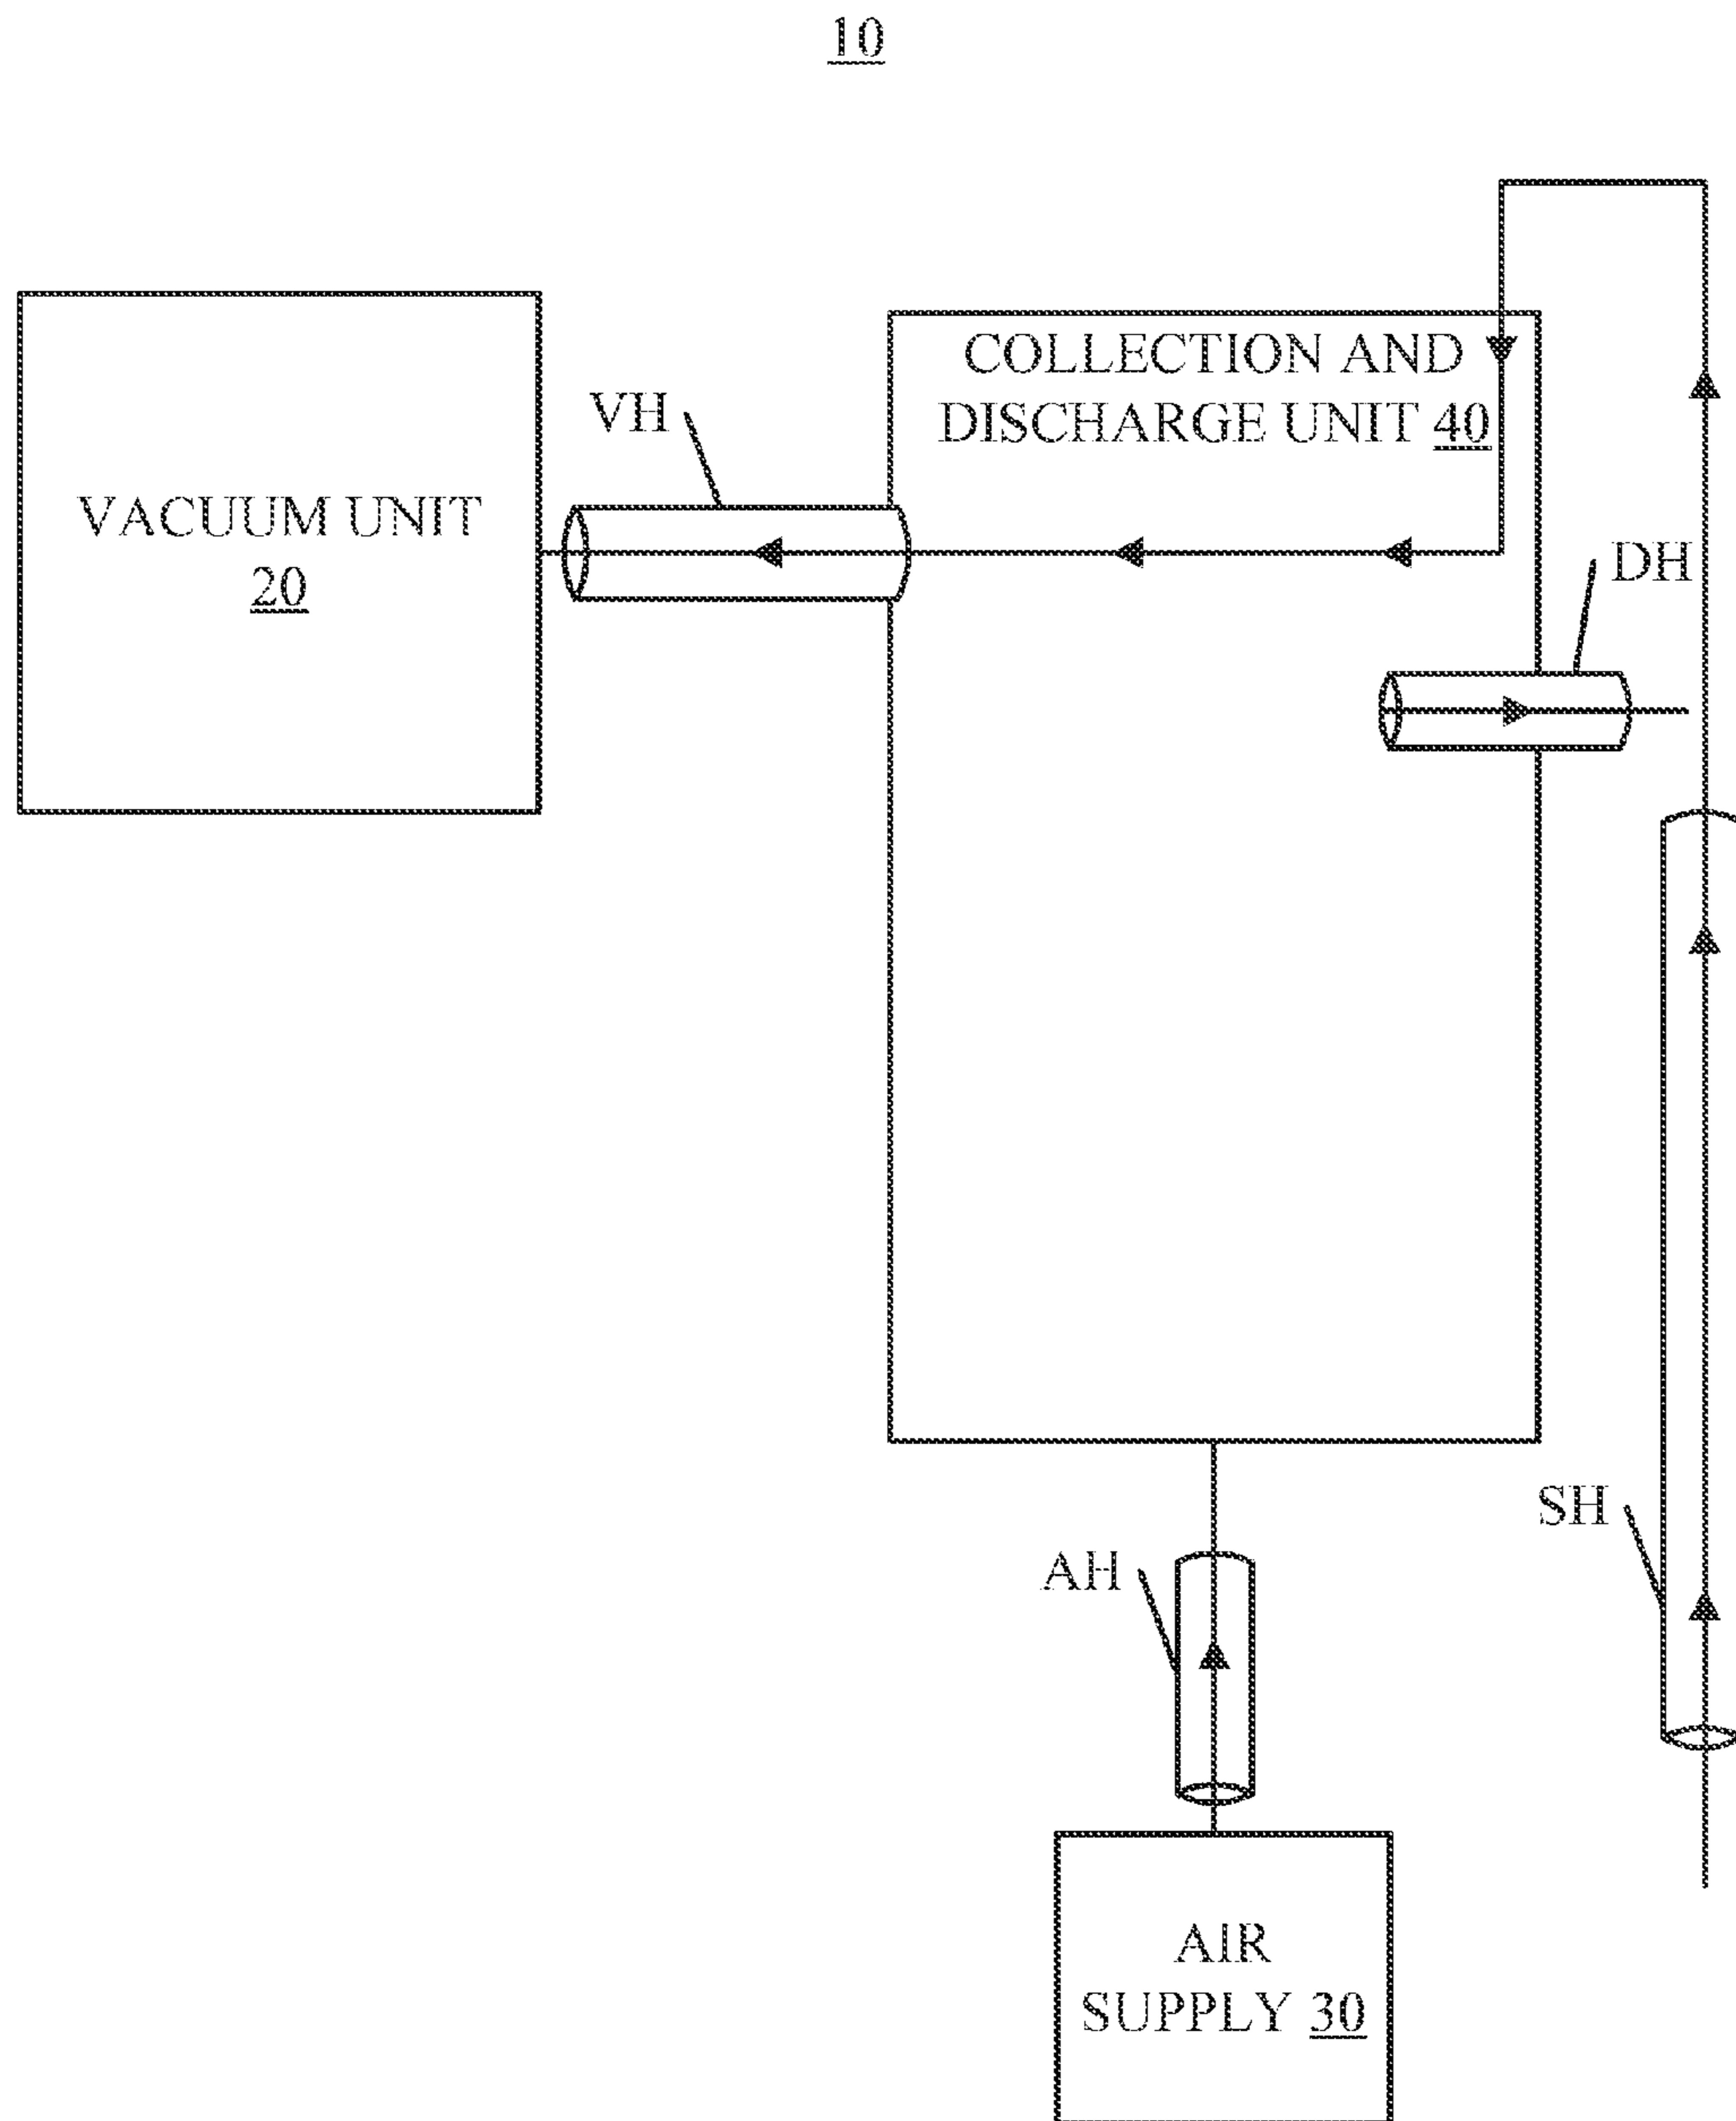 10
COLLECTION AND
DISCHARGE UNIT 40
VH
VACUUM UNIT
20
DH
SH
AH
AIR
SUPPLY 30